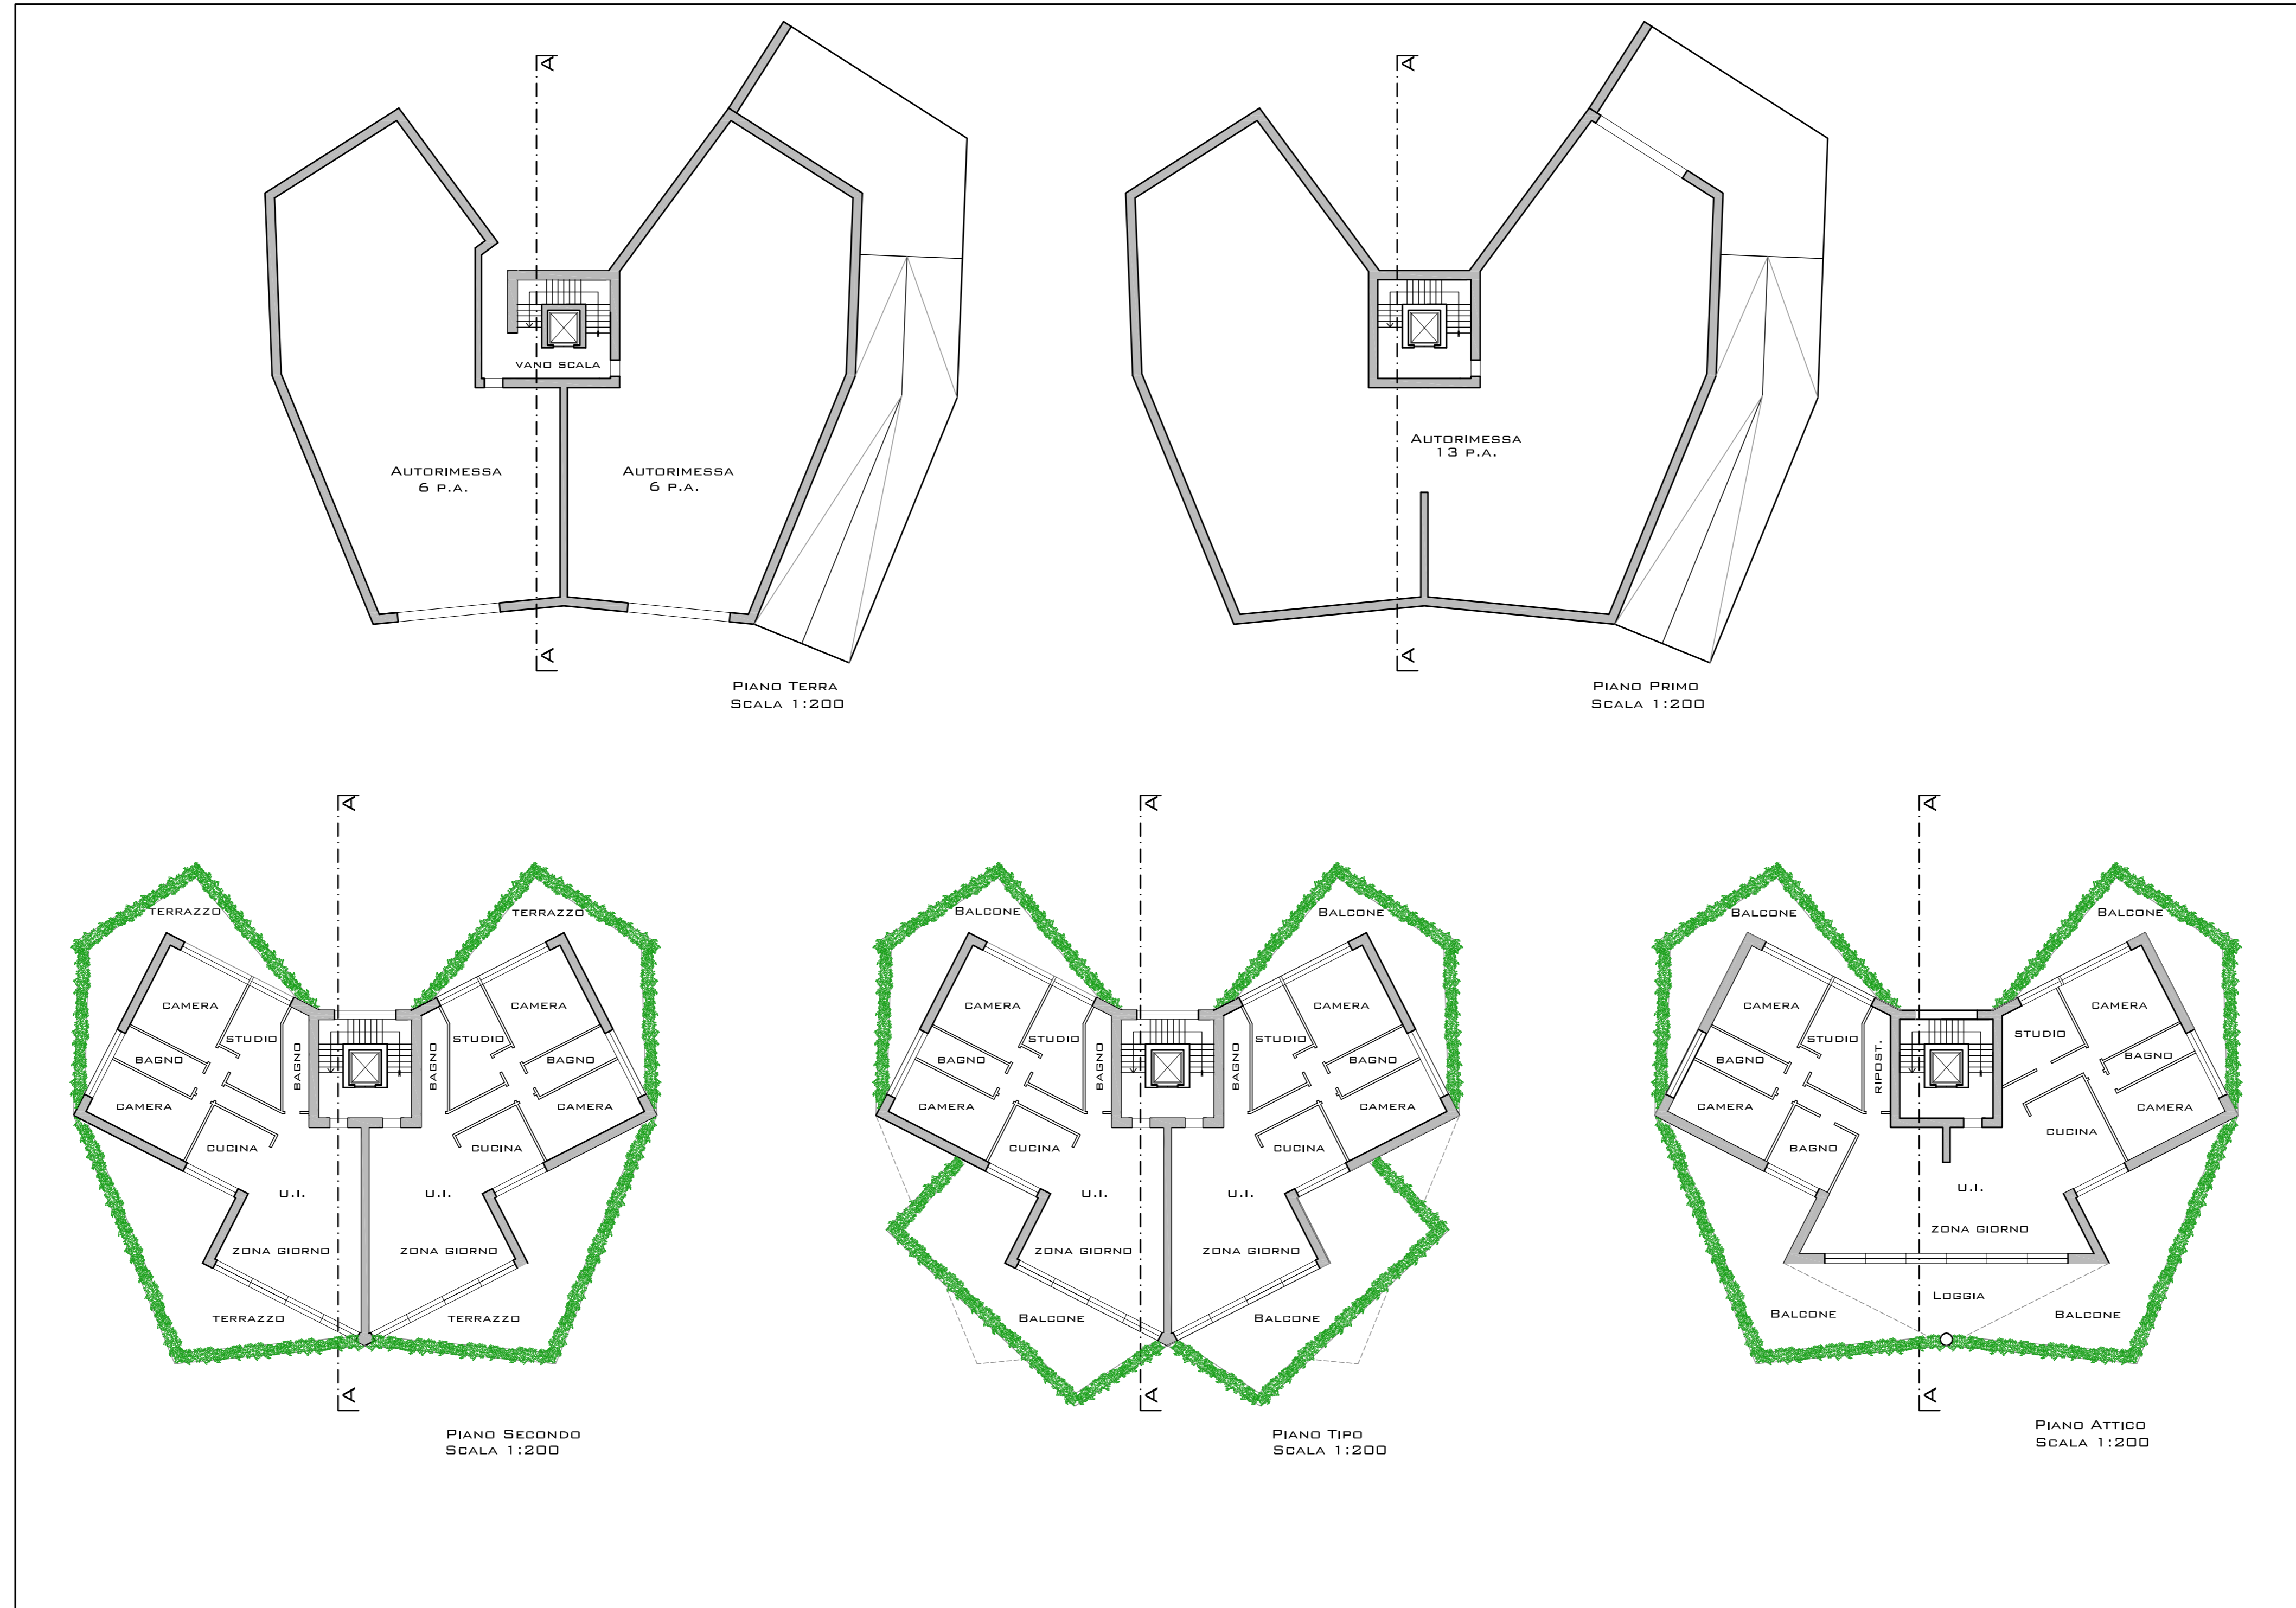 A
A
VANO SCALA
AUTORIMESSA
6 P.A.
AUTORIMESSA
6 P.A.
AUTORIMESSA
13 P.A.
A
A
PIANO TERRA
SCALA 1:200
PIANO PRIMO
SCALA 1:200
A
A
A
TERRAZZO
TERRAZZO
CAMERA
CAMERA
STUDIO
STUDIO
BAGNO
BAGNO
BAGNO
BAGNO
CAMERA
CAMERA
CUCINA
CUCINA
U.I.
U.I.
ZONA GIORNO
ZONA GIORNO
TERRAZZO
TERRAZZO
A
PIANO SECONDO
SCALA 1:200
BALCONE
BALCONE
CAMERA
CAMERA
STUDIO
STUDIO
BAGNO
BAGNO
BAGNO
BAGNO
CAMERA
CAMERA
CUCINA
CUCINA
U.I.
U.I.
ZONA GIORNO
ZONA GIORNO
BALCONE
BALCONE
A
PIANO TIPO
SCALA 1:200
BALCONE
BALCONE
CAMERA
CAMERA
STUDIO
STUDIO
BAGNO
RIPOST.
BAGNO
CAMERA
CAMERA
BAGNO
CUCINA
U.I.
ZONA GIORNO
LOGGIA
BALCONE
BALCONE
A
PIANO ATTICO
SCALA 1:200